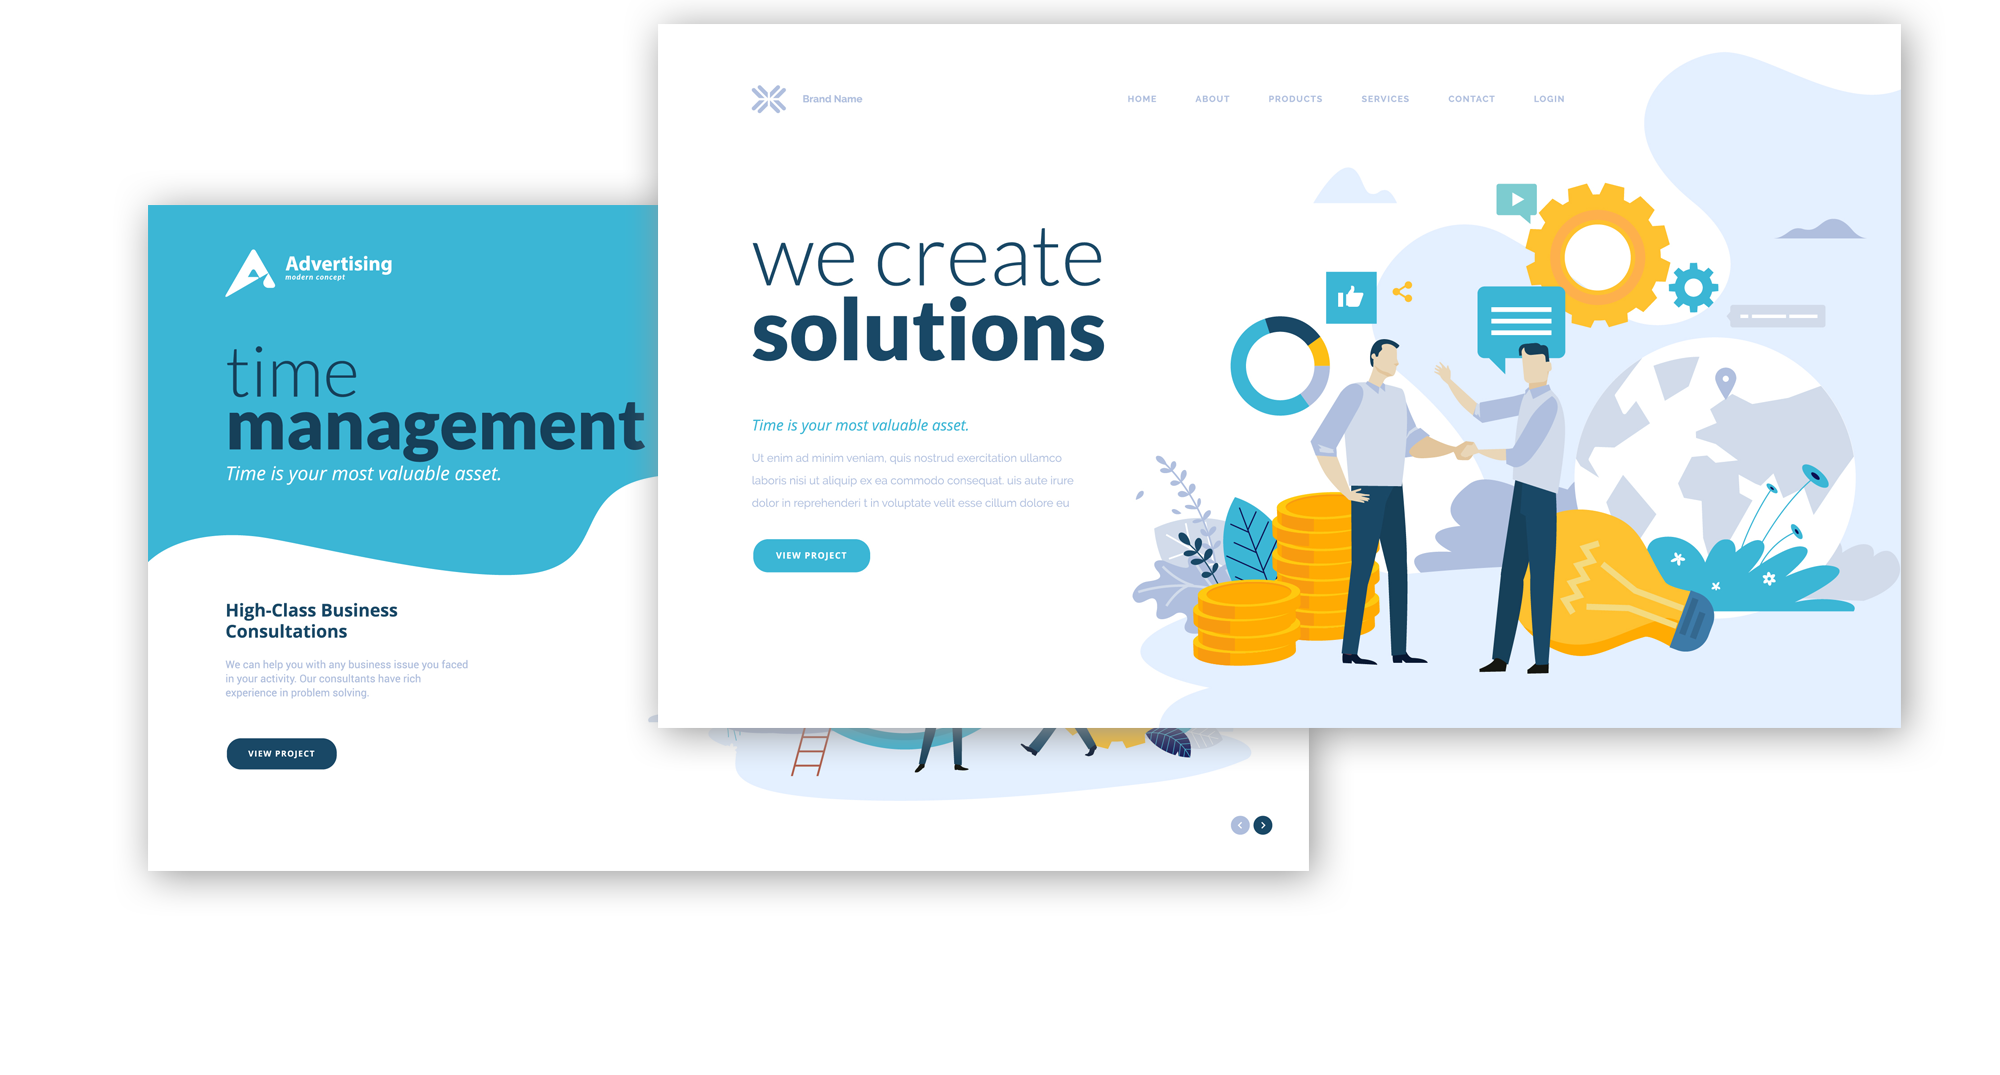 Brand Name
HOME ABOUT PRODUCTS SERVICES CONTACT LOGIN
we create
solutions
Time is your most valuable asset.
Ut enim ad minim veniam, quis nostrud exercitation ullamco
laboris nisi ut aliquip ex ea commodo consequat. uis aute irure
dolor in reprehenderi t in voluptate velit esse cillum dolore eu
VIEW PROJECT
Advertising
modern concept
time
management
Time is your most valuable asset.
High-Class Business
Consultations
We can help you with any business issue you faced
in your activity. Our consultants have rich
experience in problem solving.
VIEW PROJECT